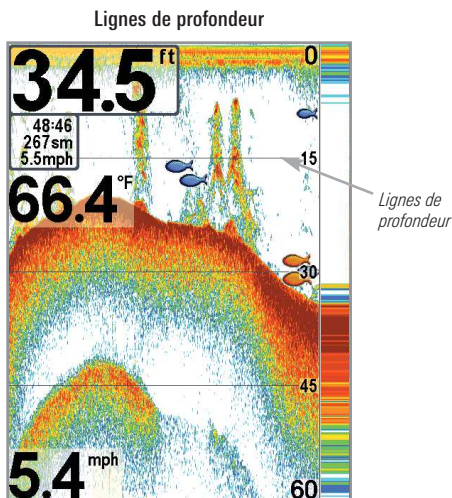 Lignes de profondeur
34.5 ft
0
48:46
267sm
5.5mph
15
66.4 °F
Lignes de
profondeur
30
45
5.4 mph
60